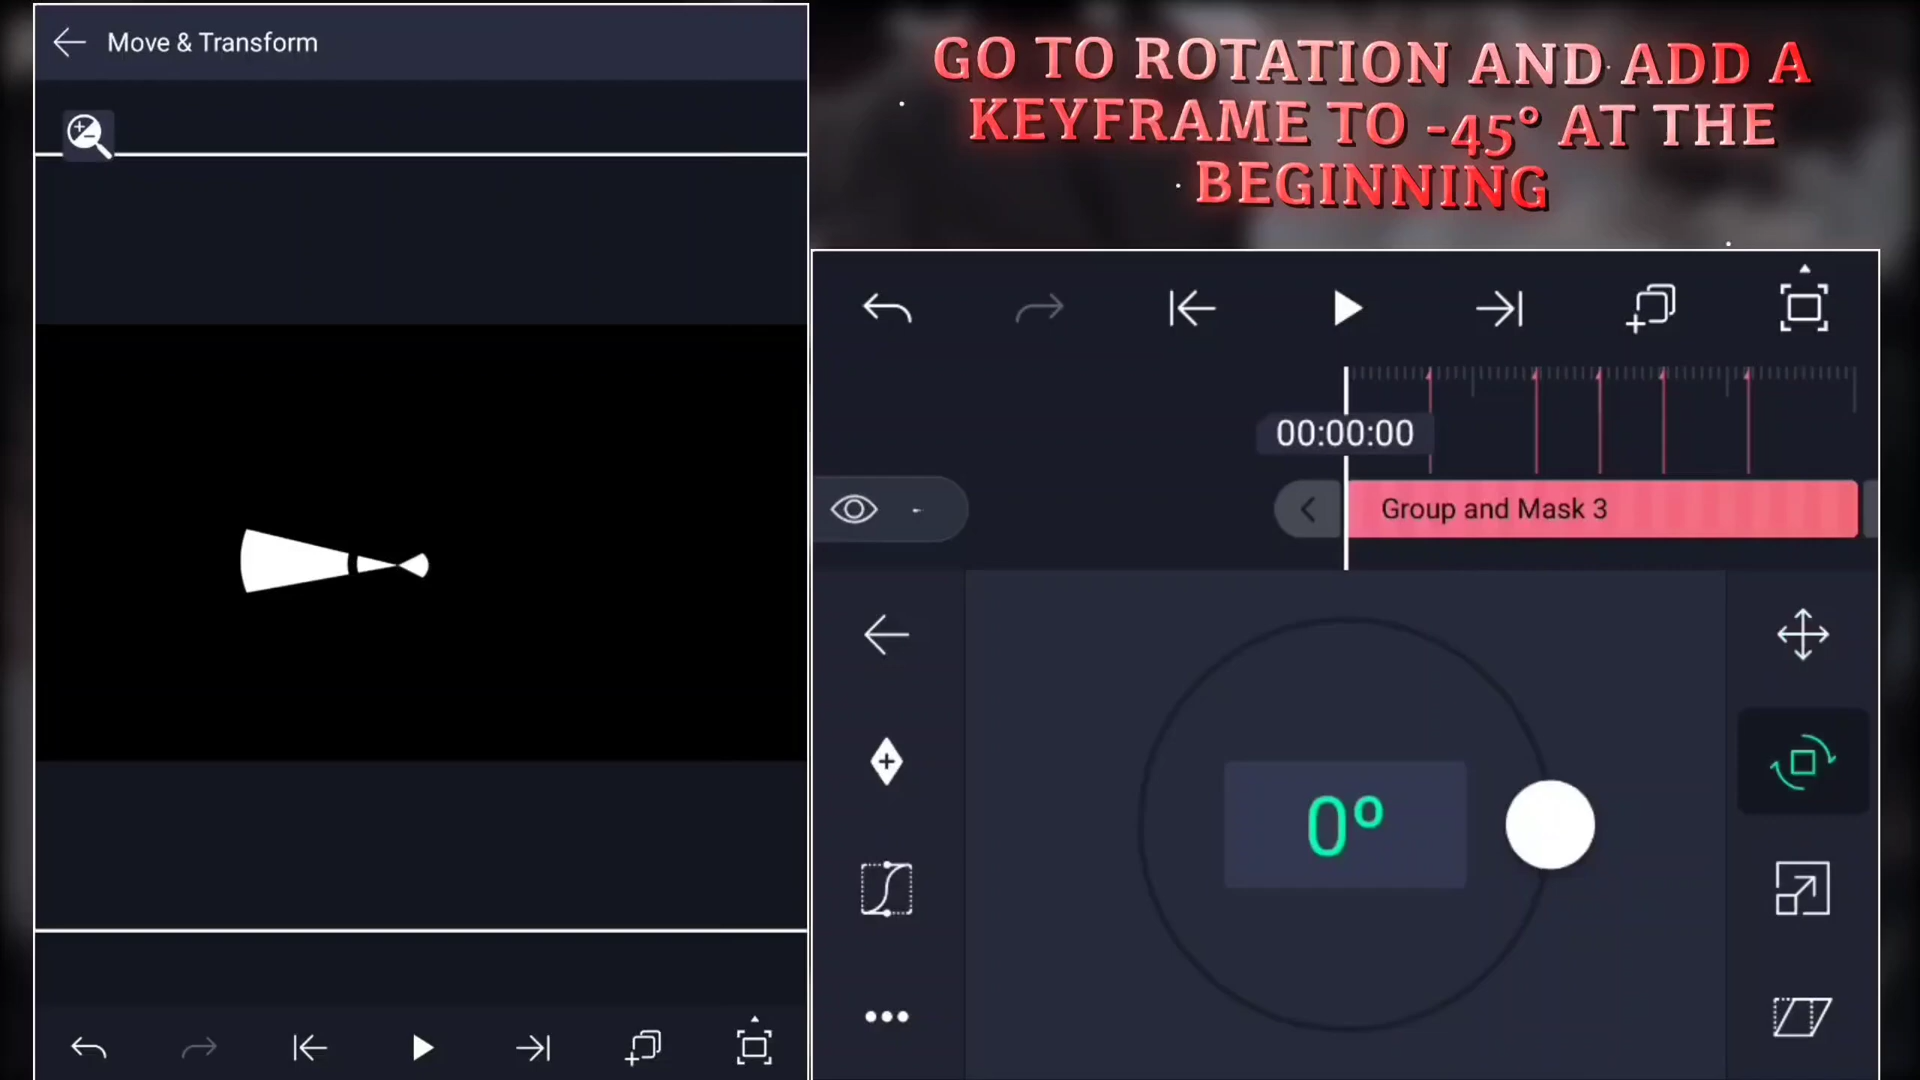 Move & Transform
GO TO ROTATION AND ADD A
KEYFRAME TO -45° AT THE
BEGINNING
00:00:00
Group and Mask 3
0°